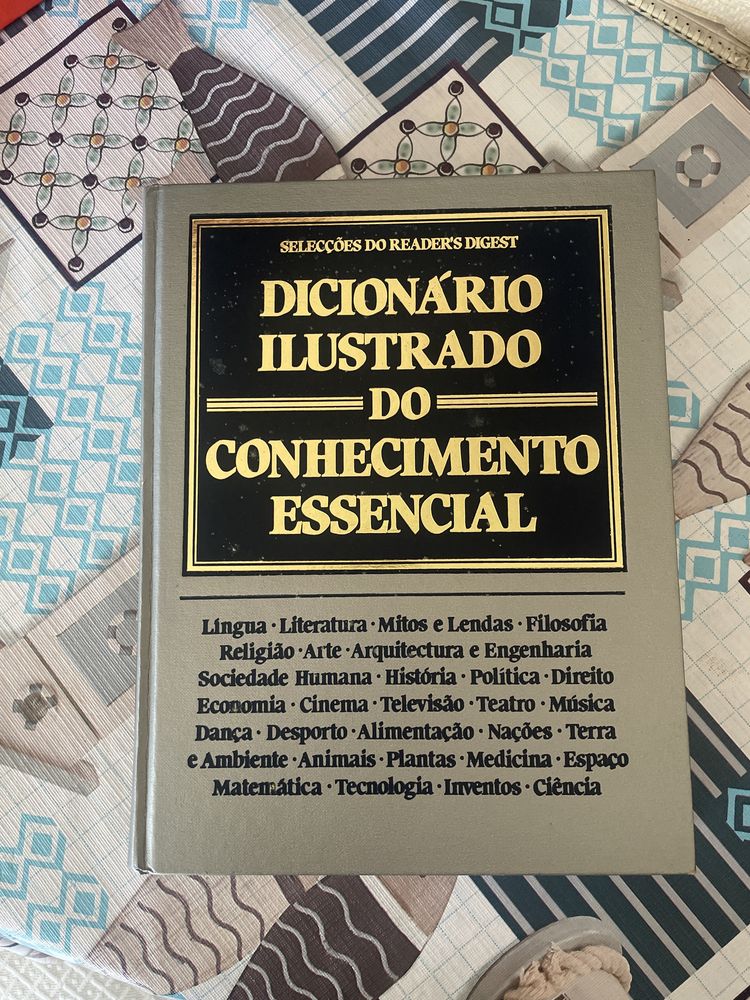 SELECÇÕES DO READER'S DIGEST
DICIONÁRIO
ILUSTRADO
DO
CONHECIMENTO
ESSENCIAL
Língua · Literatura · Mitos e Lendas · Filosofia
Religião · Arte · Arquitectura e Engenharia
Sociedade Humana · História · Política · Direito
Economia · Cinema · Televisão · Teatro · Música
Dança · Desporto · Alimentação · Nações · Terra
e Ambiente · Animais · Plantas · Medicina · Espaço
Matemática · Tecnologia · Inventos · Ciência